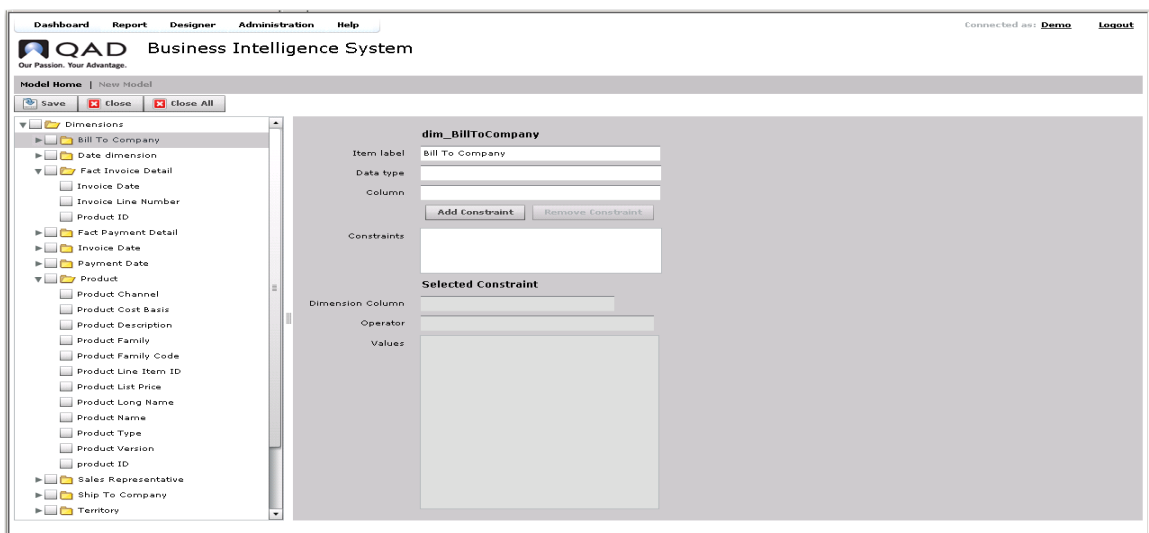 Dashboard Report Designer Administration Help Connected as: Demo Logout
QAD Business Intelligence System
Our Passion. Your Advantage.
Model Home | New Model
Save Close Close All
Dimensions
Bill To Company
Date dimension
Fact Invoice Detail
Invoice Date
Invoice Line Number
Product ID
Fact Payment Detail
Invoice Date
Payment Date
Product
Product Channel
Product Cost Basis
Product Description
Product Family
Product Family Code
Product Line Item ID
Product List Price
Product Long Name
Product Name
Product Type
Product Version
product ID
Sales Representative
Ship To Company
Territory
dim_BillToCompany
Item label Bill To Company
Data type
Column
Add Constraint Remove Constraint
Constraints
Selected Constraint
Dimension Column
Operator
Values